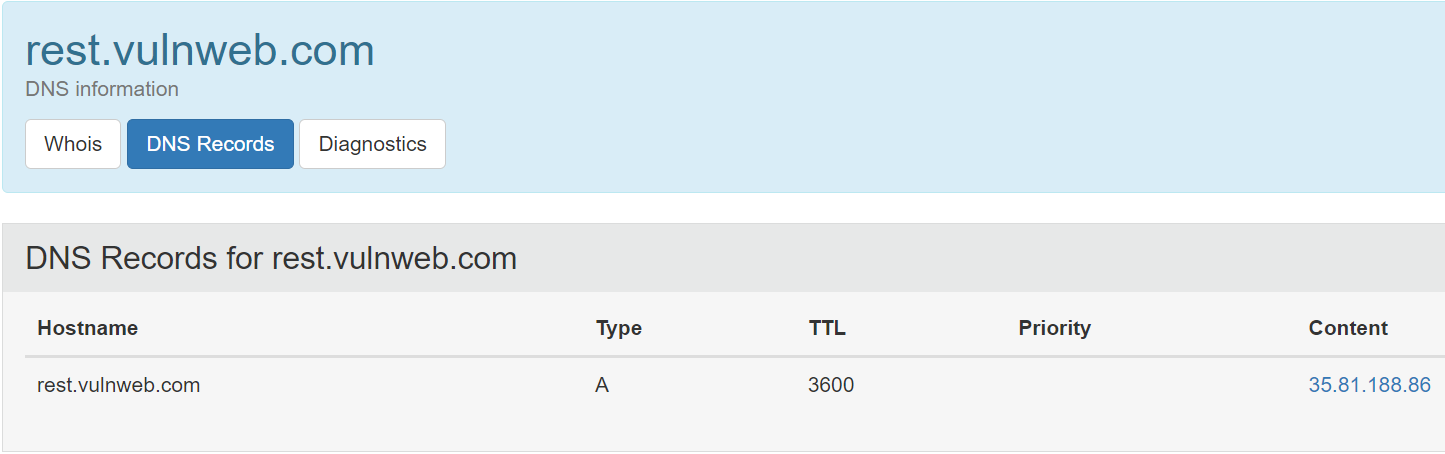 rest.vulnweb.com
DNS information
Whois DNS Records Diagnostics
DNS Records for rest.vulnweb.com
Hostname Type TTL Priority Content
rest.vulnweb.com A 3600 35.81.188.86